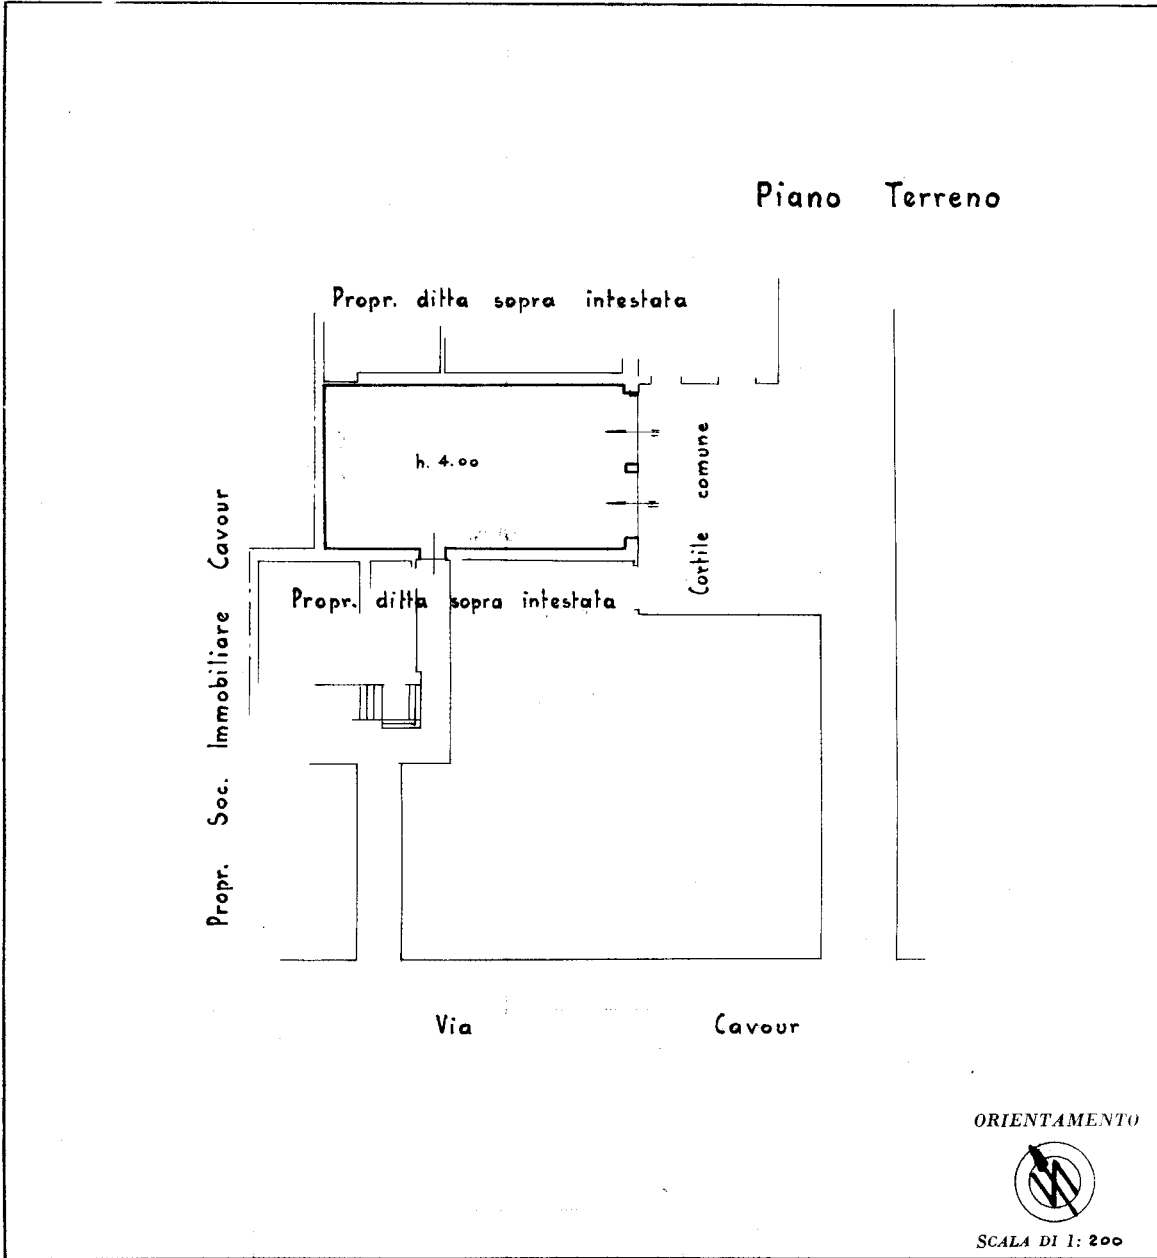 Piano Terreno
Propr. ditta sopra intestata
h. 4.00
Cortile comune
Propr. ditta sopra intestata
Propr. Soc. Immobiliare Cavour
Via Cavour
ORIENTAMENTO
N
SCALA DI 1: 200